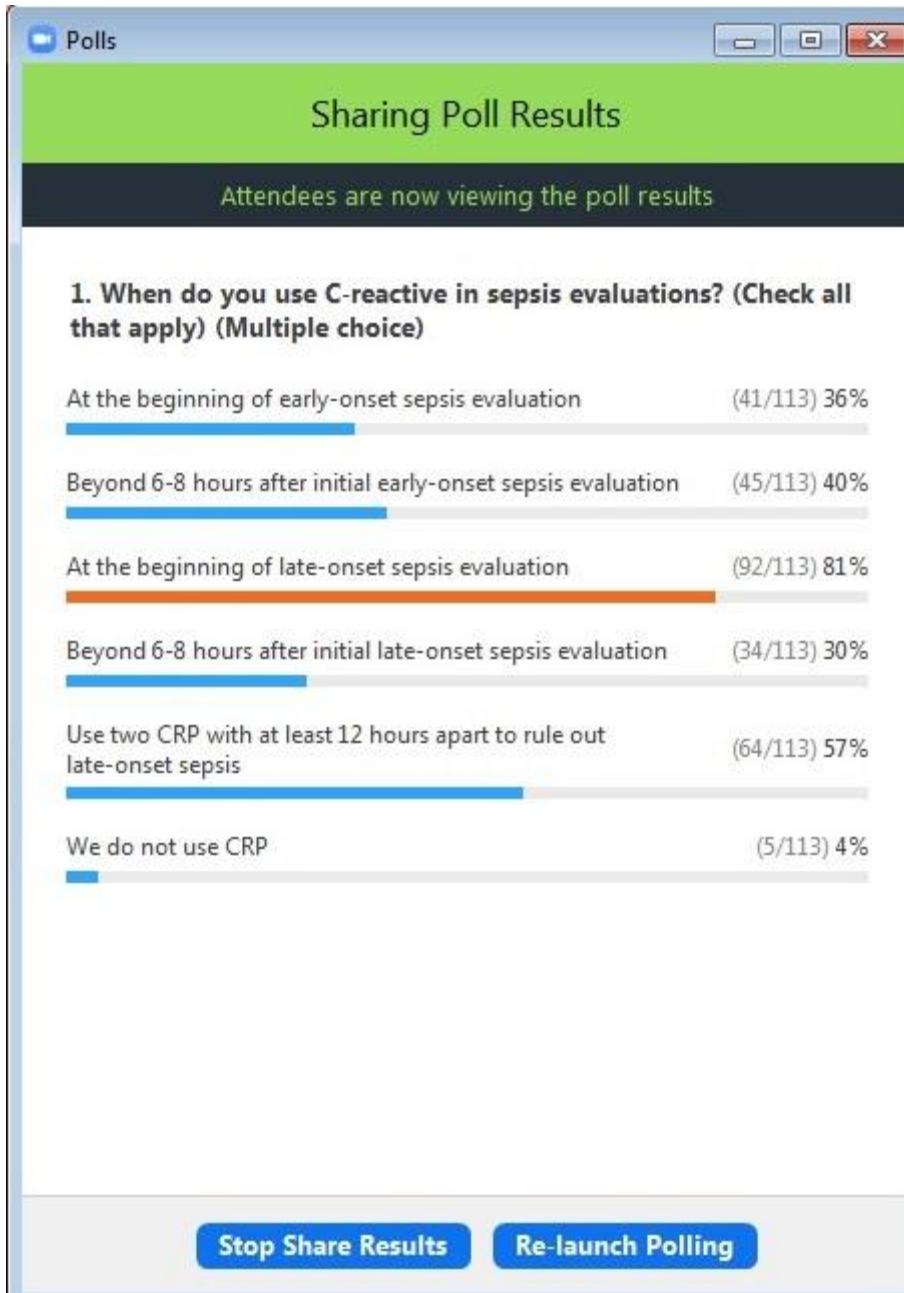 Polls
Sharing Poll Results
Attendees are now viewing the poll results
1. When do you use C-reactive in sepsis evaluations? (Check all
that apply) (Multiple choice)
At the beginning of early-onset sepsis evaluation (41/113) 36%
Beyond 6-8 hours after initial early-onset sepsis evaluation (45/113) 40%
At the beginning of late-onset sepsis evaluation (92/113) 81%
Beyond 6-8 hours after initial late-onset sepsis evaluation (34/113) 30%
Use two CRP with at least 12 hours apart to rule out
late-onset sepsis (64/113) 57%
We do not use CRP (5/113) 4%
Stop Share Results Re-launch Polling